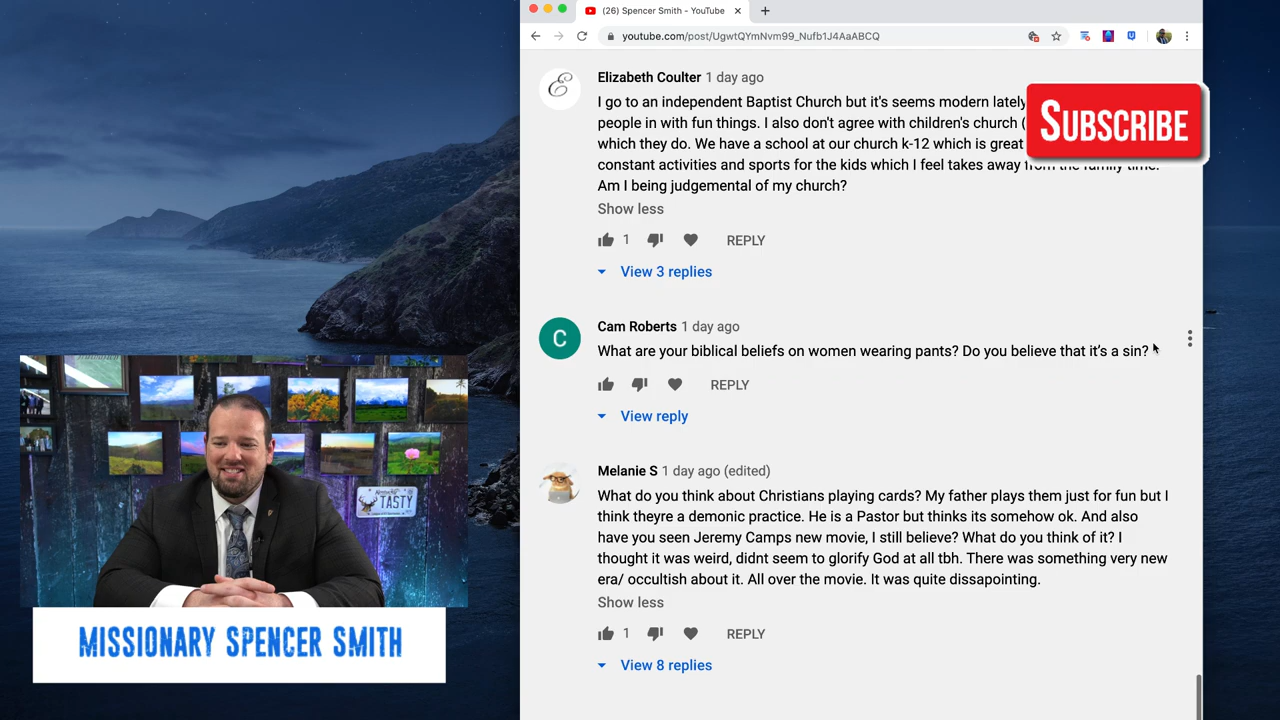 (26) Spencer Smith - YouTube
youtube.com/post/UgwtQYmNvm99_Nufb1J4AaABCQ
Elizabeth Coulter 1 day ago
I go to an independent Baptist Church but it's seems modern lately
people in with fun things. I also don't agree with children's church (
which they do. We have a school at our church k-12 which is great
constant activities and sports for the kids which I feel takes away from the family time.
Am I being judgemental of my church?
Show less
1 REPLY
View 3 replies
SUBSCRIBE
C
Cam Roberts 1 day ago
What are your biblical beliefs on women wearing pants? Do you believe that it's a sin?
REPLY
View reply
Melanie S 1 day ago (edited)
What do you think about Christians playing cards? My father plays them just for fun but I
think theyre a demonic practice. He is a Pastor but thinks its somehow ok. And also
have you seen Jeremy Camps new movie, I still believe? What do you think of it? I
thought it was weird, didnt seem to glorify God at all tbh. There was something very new
era/ occultish about it. All over the movie. It was quite dissapointing.
Show less
1 REPLY
View 8 replies
TASTY
MISSIONARY SPENCER SMITH